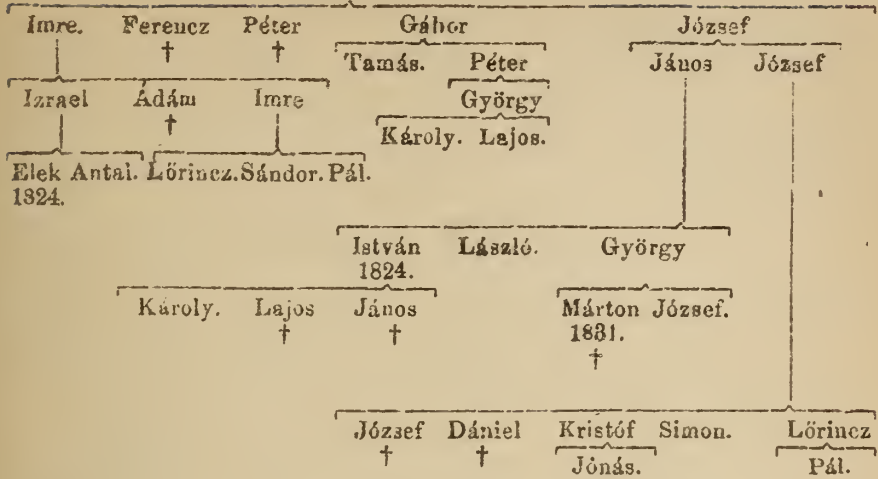 Imre. Ferencz Péter Gábor József
† †
Tamás. Péter János József
Izrael Ádám Imre György
†
Károly. Lajos.
Elek Antal. Lőrincz. Sándor. Pál.
1824.
István László. György
1824.
Károly. Lajos János Márton József.
† † 1831.
†
József Dániel Kristóf Simon. Lőrincz
† † Jónás. Pál.